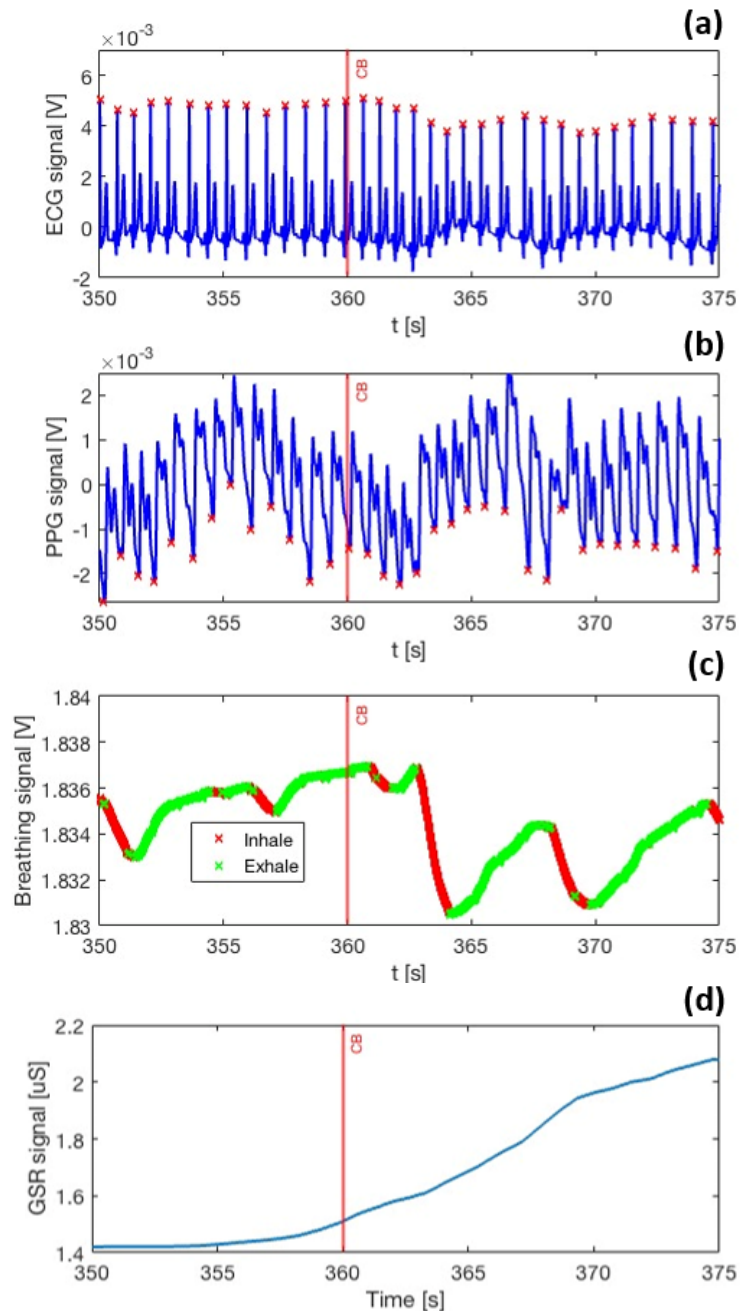 (a)
×10⁻³
6
4
2
0
-2
ECG signal [V]
CB
350 355 360 365 370 375
t [s]
(b)
×10⁻³
2
1
0
-1
-2
PPG signal [V]
CB
350 355 360 365 370 375
t [s]
(c)
1.84
1.838
1.836
1.834
1.832
1.83
Breathing signal [V]
CB
Inhale
Exhale
350 355 360 365 370 375
t [s]
(d)
2.2
2
1.8
1.6
1.4
GSR signal [uS]
CB
350 355 360 365 370 375
Time [s]